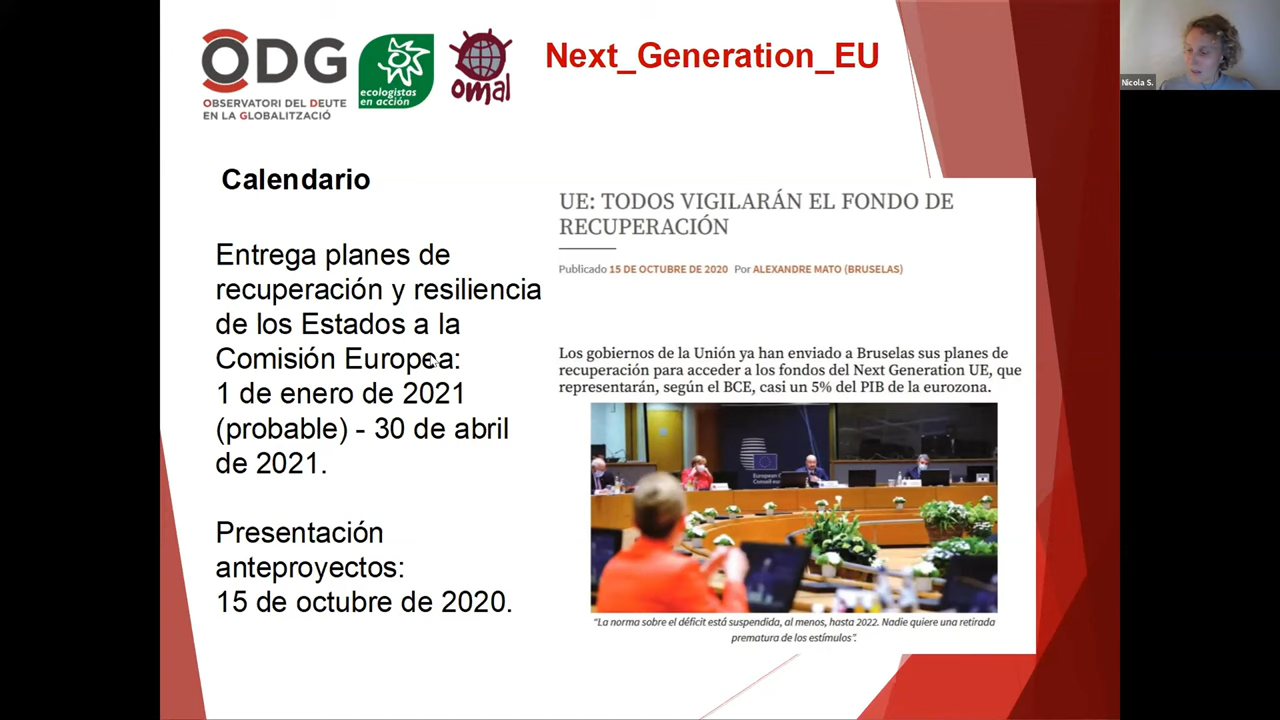 ODG
OBSERVATORI DEL DEUTE
EN LA GLOBALITZACIÓ
ecologistas
en acción
omal
Next_Generation_EU
Nicola S.
Calendario
Entrega planes de
recuperación y resiliencia
de los Estados a la
Comisión Europea:
1 de enero de 2021
(probable) - 30 de abril
de 2021.
Presentación
anteproyectos:
15 de octubre de 2020.
UE: TODOS VIGILARÁN EL FONDO DE
RECUPERACIÓN
Publicado 15 DE OCTUBRE DE 2020 Por ALEXANDRE MATO (BRUSELAS)
Los gobiernos de la Unión ya han enviado a Bruselas sus planes de
recuperación para acceder a los fondos del Next Generation UE, que
representarán, según el BCE, casi un 5% del PIB de la eurozona.
"La norma sobre el déficit está suspendida, al menos, hasta 2022. Nadie quiere una retirada
prematura de los estímulos".